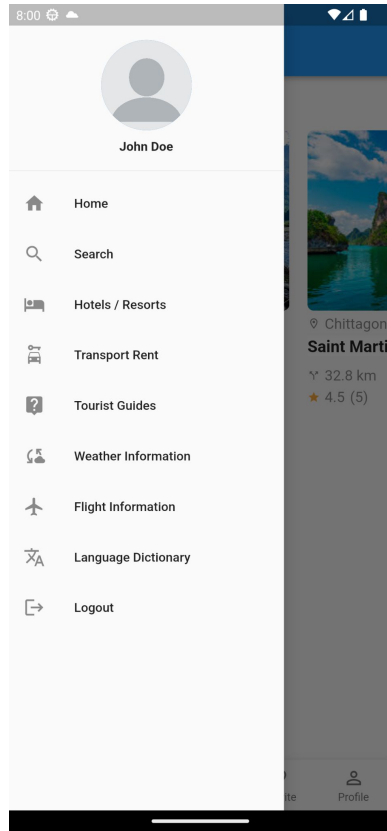 8:00
John Doe
Home
Search
Hotels / Resorts
Transport Rent
Tourist Guides
Weather Information
Flight Information
Language Dictionary
Logout
Chittagon
Saint Marti
32.8 km
4.5 (5)
ite
Profile